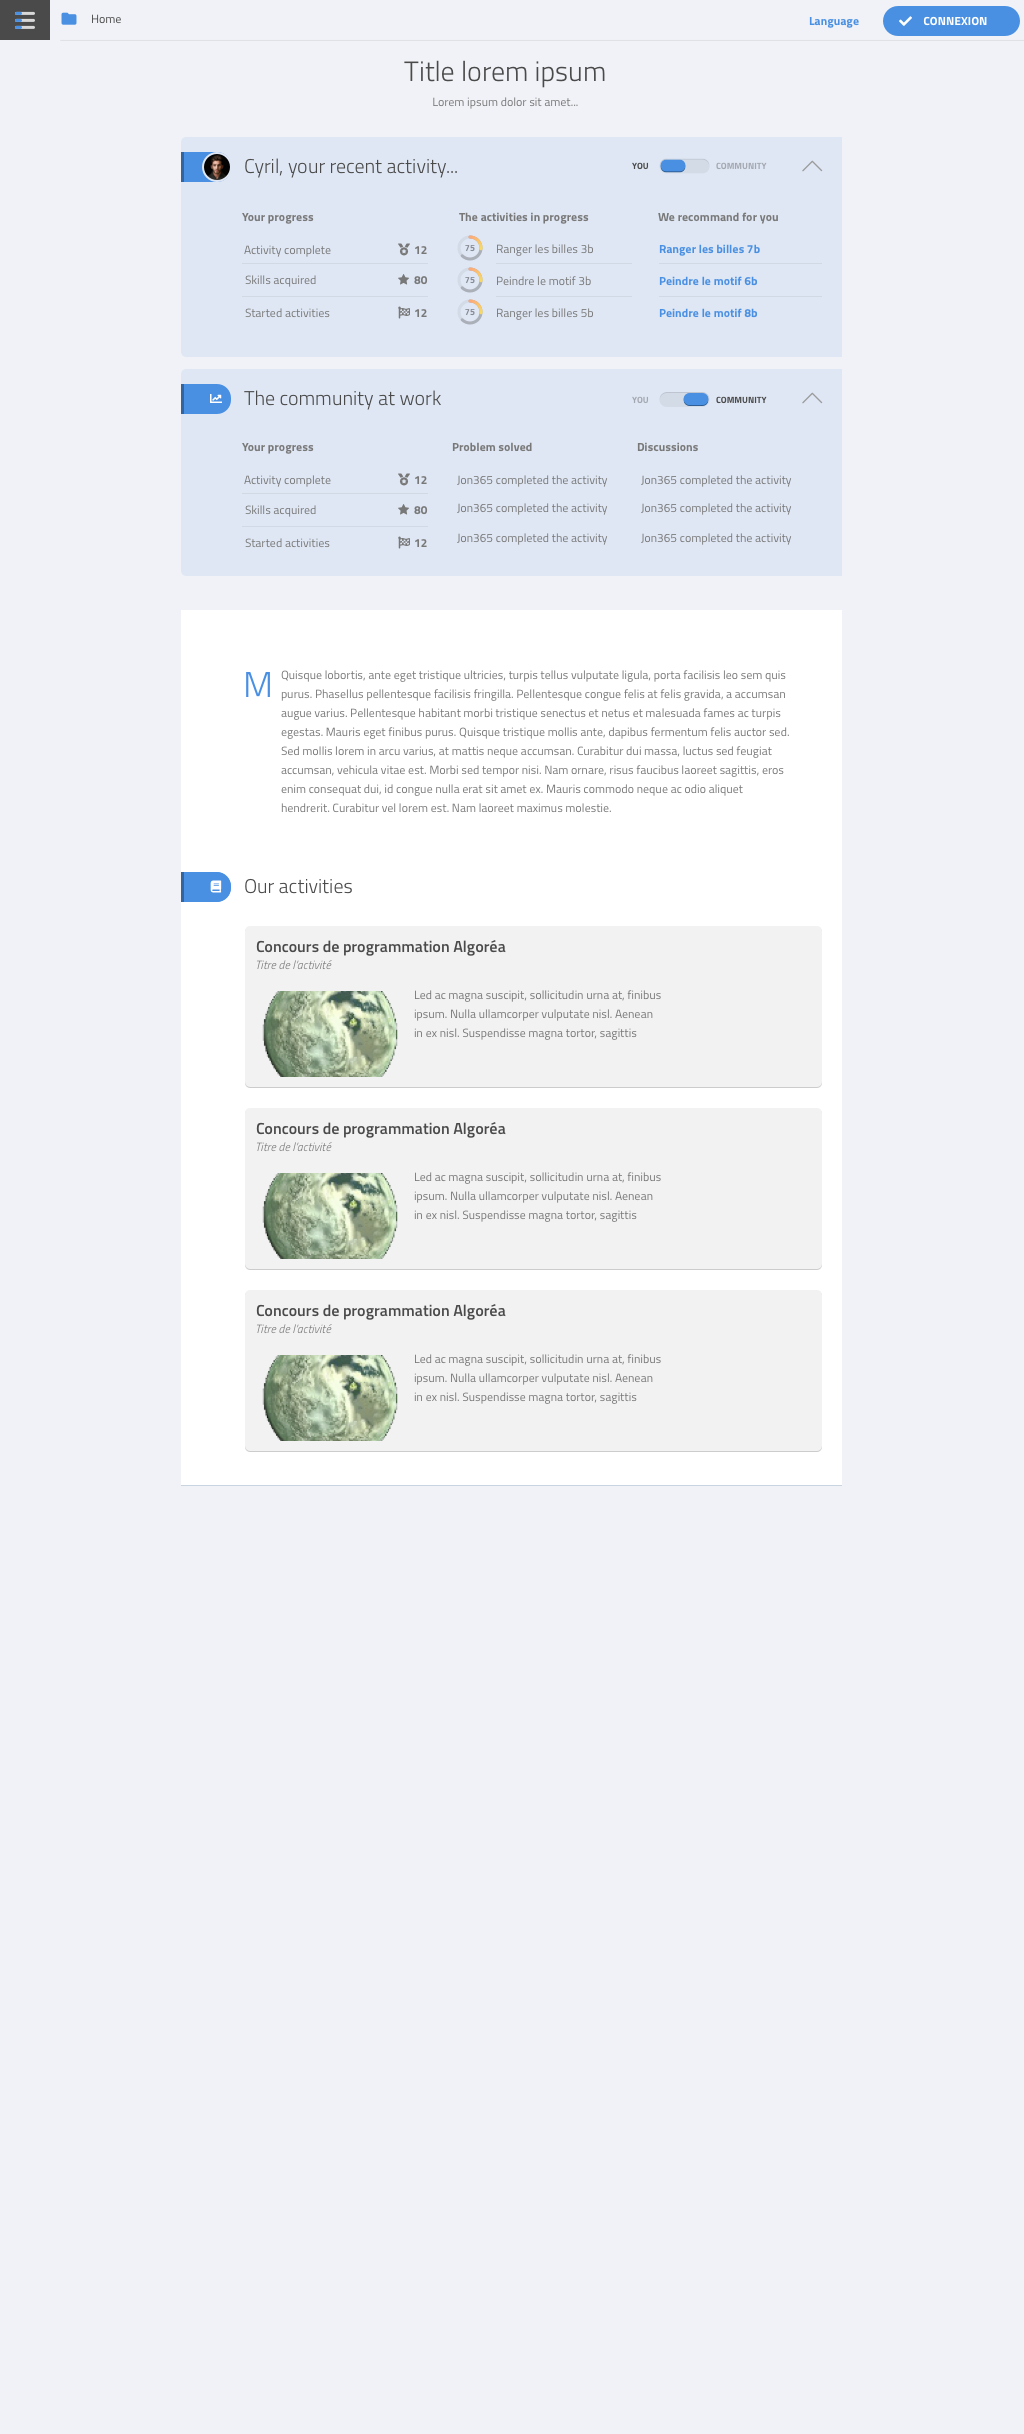 Home
Language
CONNEXION
Title lorem ipsum
Lorem ipsum dolor sit amet...
Cyril, your recent activity...
YOU
COMMUNITY
Your progress
Activity complete
12
Skills acquired
80
Started activities
12
The activities in progress
75
Ranger les billes 3b
75
Peindre le motif 3b
75
Ranger les billes 5b
We recommand for you
Ranger les billes 7b
Peindre le motif 6b
Peindre le motif 8b
The community at work
YOU
COMMUNITY
Your progress
Activity complete
12
Skills acquired
80
Started activities
12
Problem solved
Jon365 completed the activity
Jon365 completed the activity
Jon365 completed the activity
Discussions
Jon365 completed the activity
Jon365 completed the activity
Jon365 completed the activity
M
Quisque lobortis, ante eget tristique ultricies, turpis tellus vulputate ligula, porta facilisis leo sem quis
purus. Phasellus pellentesque facilisis fringilla. Pellentesque congue felis at felis gravida, a accumsan
augue varius. Pellentesque habitant morbi tristique senectus et netus et malesuada fames ac turpis
egestas. Mauris eget finibus purus. Quisque tristique mollis ante, dapibus fermentum felis auctor sed.
Sed mollis lorem in arcu varius, at mattis neque accumsan. Curabitur dui massa, luctus sed feugiat
accumsan, vehicula vitae est. Morbi sed tempor nisi. Nam ornare, risus faucibus laoreet sagittis, eros
enim consequat dui, id congue nulla erat sit amet ex. Mauris commodo neque ac odio aliquet
hendrerit. Curabitur vel lorem est. Nam laoreet maximus molestie.
Our activities
Concours de programmation Algoréa
Titre de l'activité
Led ac magna suscipit, sollicitudin urna at, finibus
ipsum. Nulla ullamcorper vulputate nisl. Aenean
in ex nisl. Suspendisse magna tortor, sagittis
Concours de programmation Algoréa
Titre de l'activité
Led ac magna suscipit, sollicitudin urna at, finibus
ipsum. Nulla ullamcorper vulputate nisl. Aenean
in ex nisl. Suspendisse magna tortor, sagittis
Concours de programmation Algoréa
Titre de l'activité
Led ac magna suscipit, sollicitudin urna at, finibus
ipsum. Nulla ullamcorper vulputate nisl. Aenean
in ex nisl. Suspendisse magna tortor, sagittis